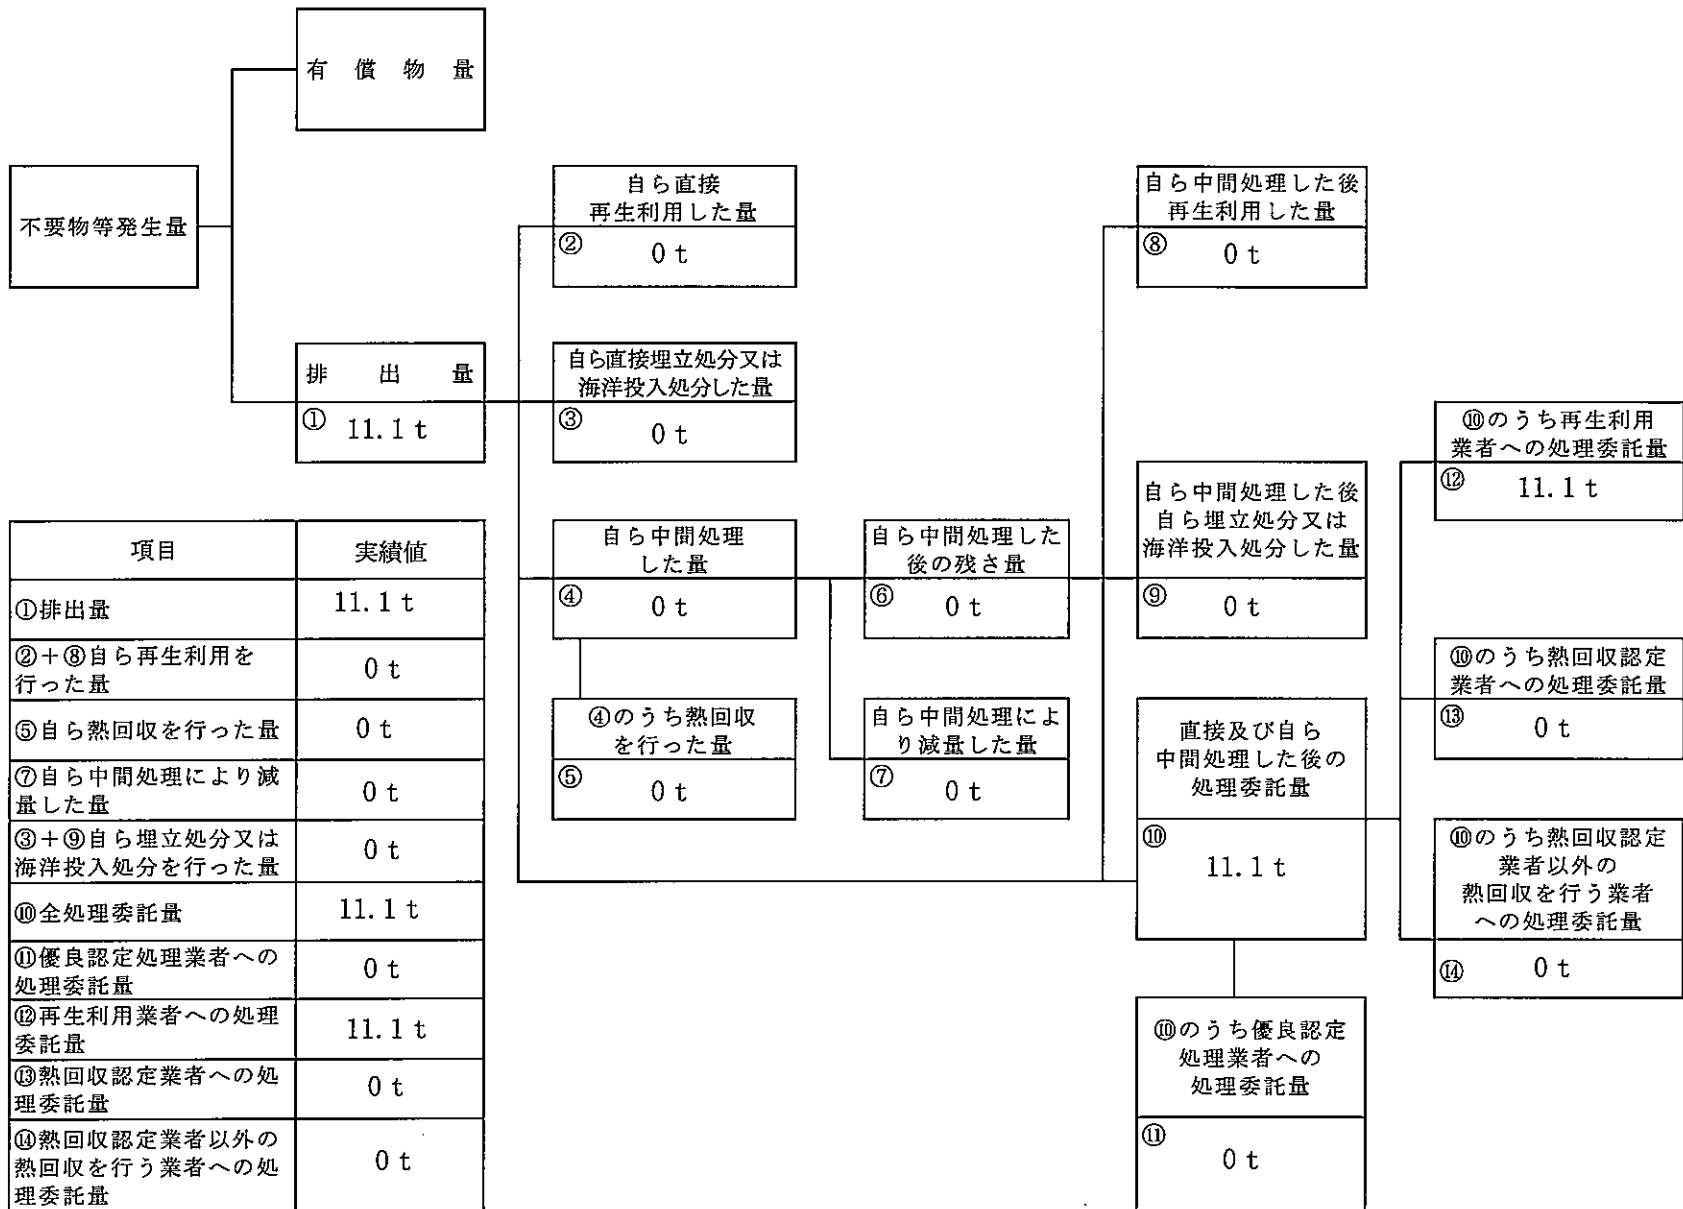 有償物量
不要物等発生量
排出量
① 11.1 t
自ら直接
再生利用した量
② 0 t
自ら直接埋立処分又は
海洋投入処分した量
③ 0 t
自ら中間処理
した量
④ 0 t
④のうち熱回収
を行った量
⑤ 0 t
自ら中間処理した
後の残さ量
⑥ 0 t
自ら中間処理によ
り減量した量
⑦ 0 t
自ら中間処理した後
再生利用した量
⑧ 0 t
自ら中間処理した後
自ら埋立処分又は
海洋投入処分した量
⑨ 0 t
直接及び自ら
中間処理した後の
処理委託量
⑩ 11.1 t
⑩のうち優良認定
処理業者への
処理委託量
⑪ 0 t
⑩のうち再生利用
業者への処理委託量
⑫ 11.1 t
⑩のうち熱回収認定
業者への処理委託量
⑬ 0 t
⑩のうち熱回収認定
業者以外の
熱回収を行う業者
への処理委託量
⑭ 0 t
項目 実績値
①排出量 11.1 t
②+⑧自ら再生利用を
行った量 0 t
⑤自ら熱回収を行った量 0 t
⑦自ら中間処理により減
量した量 0 t
③+⑨自ら埋立処分又は
海洋投入処分を行った量 0 t
⑩全処理委託量 11.1 t
⑪優良認定処理業者への
処理委託量 0 t
⑫再生利用業者への処理
委託量 11.1 t
⑬熱回収認定業者への処
理委託量 0 t
⑭熱回収認定業者以外の
熱回収を行う業者への処
理委託量 0 t